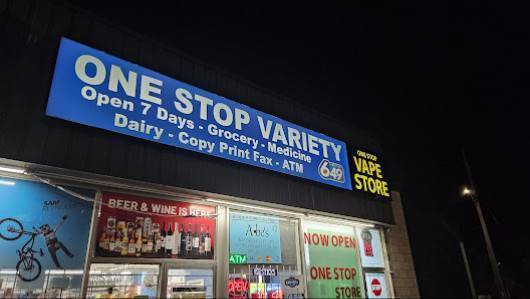 ONE STOP VARIETY
Open 7 Days - Grocery - Medicine
Dairy - Copy Print Fax - ATM
649
ONE STOP
VAPE
STORE
BEER & WINE IS HERE
ATM
OPEN
NOW OPEN
ONE STOP
STORE